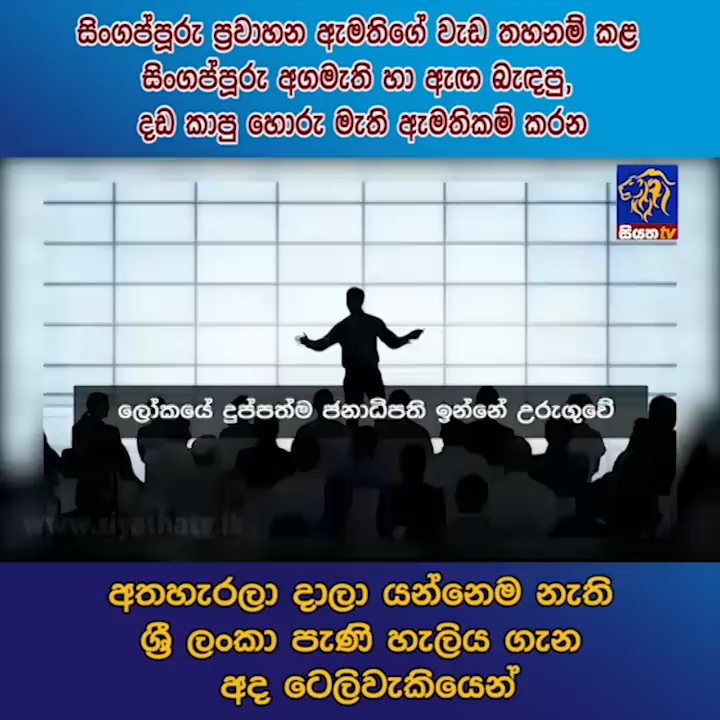 සිංගප්පූරු ප්‍රවාහන ඇමතිගේ වැඩ තහනම් කළ
සිංගප්පූරු අගමැති හා ඇඟ බැඳපු,
දඩ කාපු හොරු මැති ඇමතිකම් කරන
සියත tv
ලෝකයේ දුප්පත්ම ජනාධිපති ඉන්නේ උරුගුවේ
www.siyathatv.lk
අතහැරලා දාලා යන්නෙම නැති
ශ්‍රී ලංකා පැණි හැලිය ගැන
අද ටෙලිවැකියෙන්